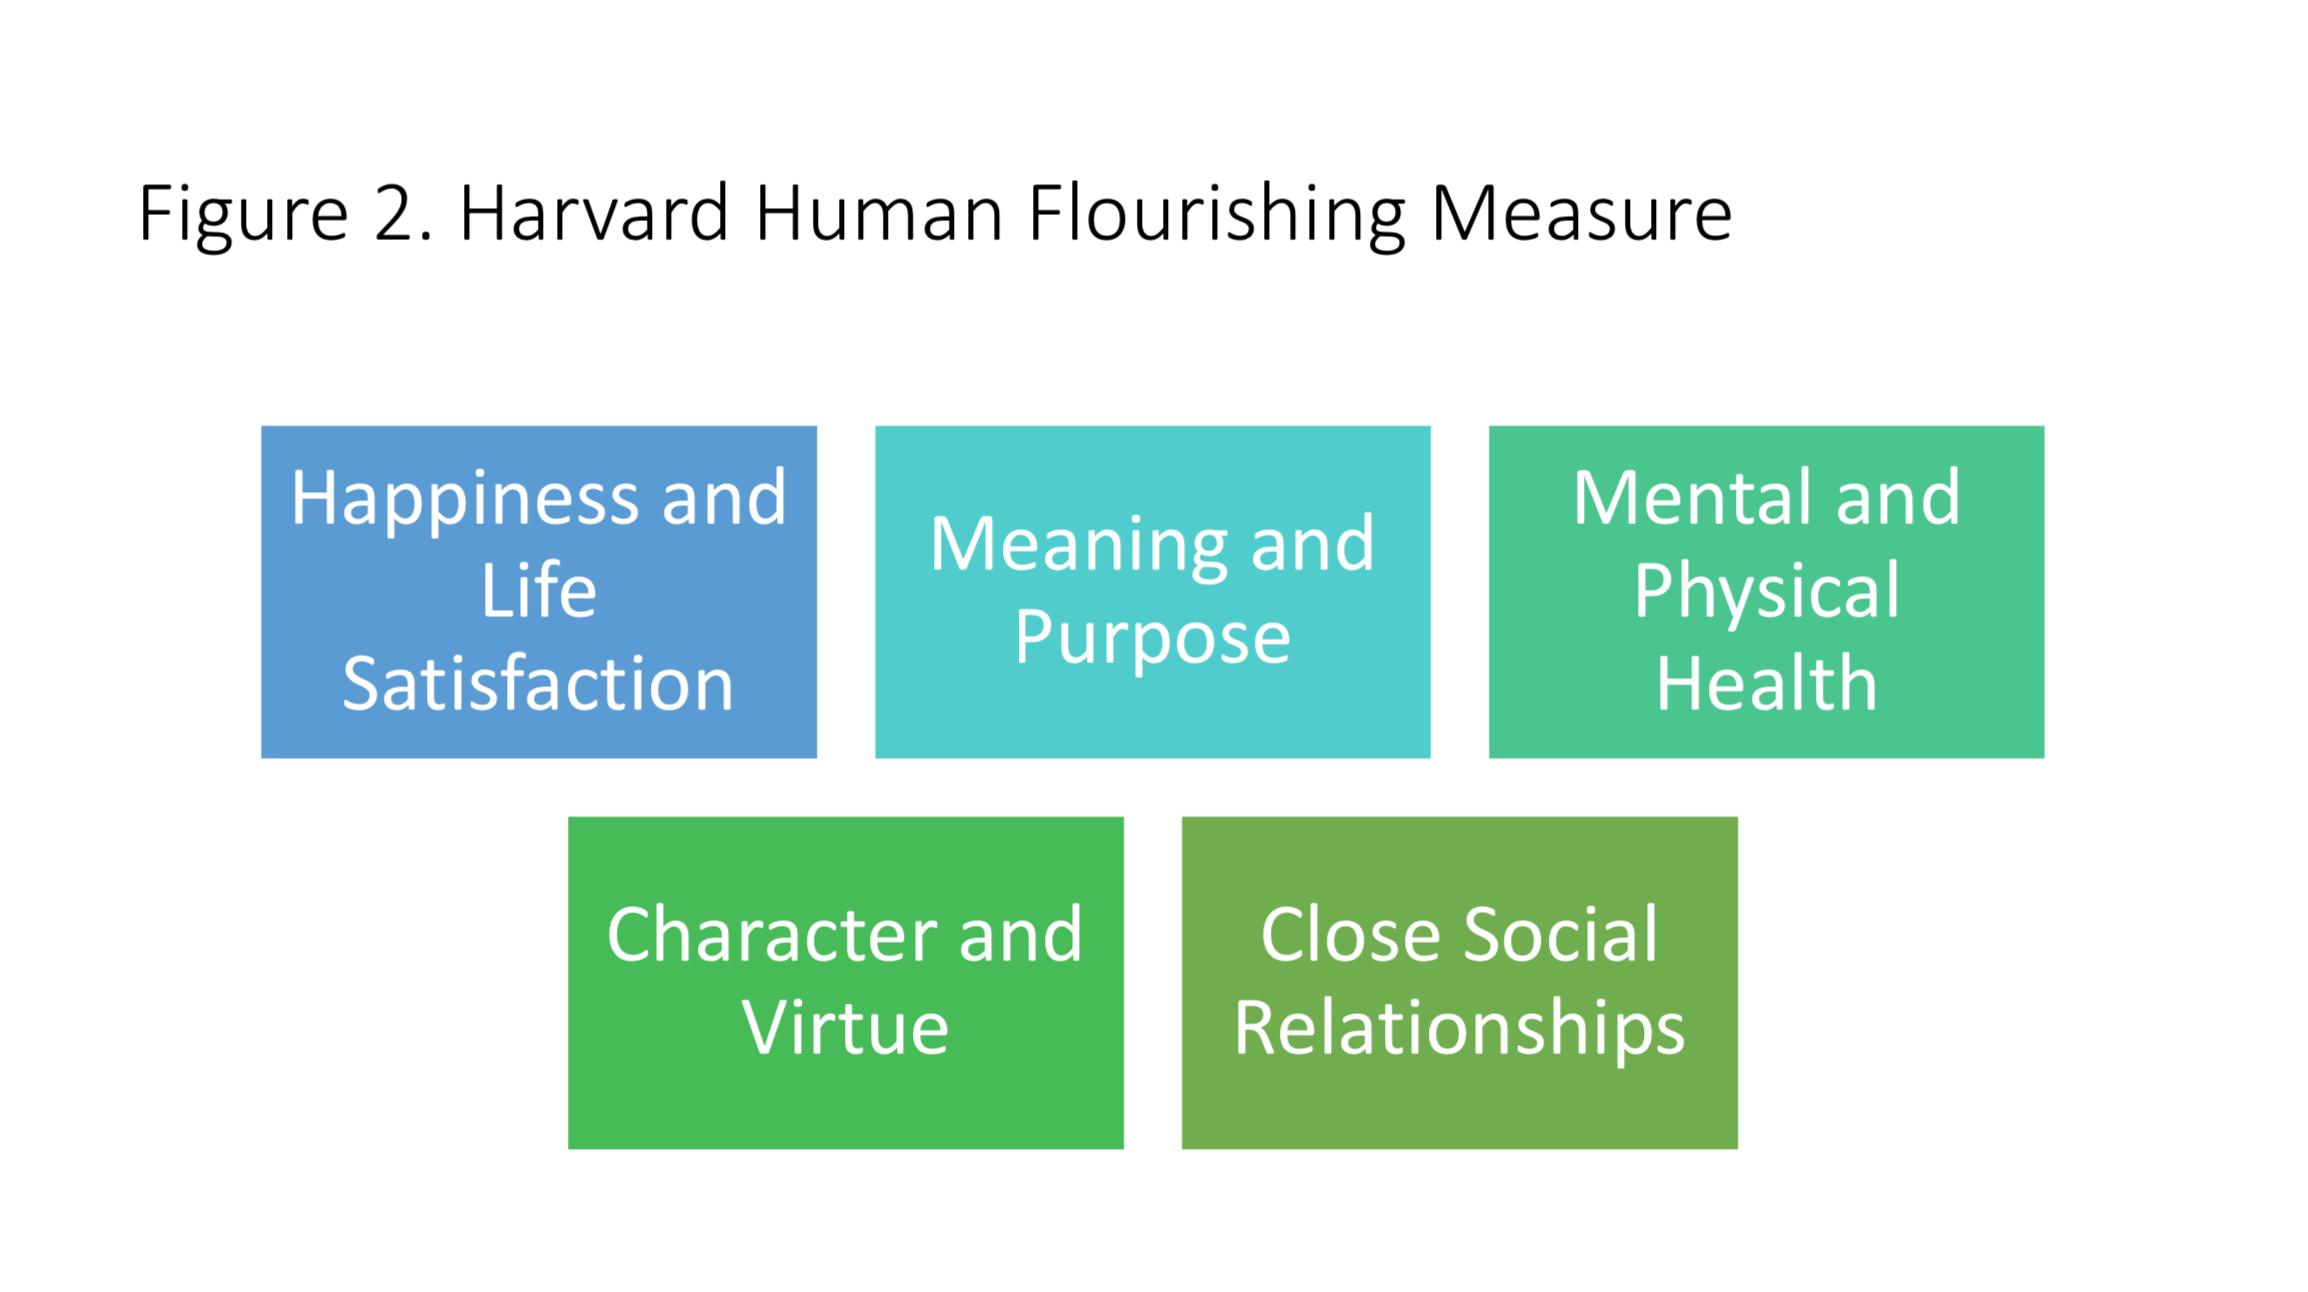 Figure 2. Harvard Human Flourishing Measure
Happiness and
Life
Satisfaction
Meaning and
Purpose
Mental and
Physical
Health
Character and
Virtue
Close Social
Relationships